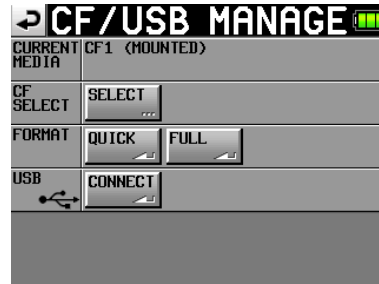 CF/USB MANAGE
CURRENT MEDIA CF1 (MOUNTED)
CF SELECT SELECT...
FORMAT QUICK FULL
USB CONNECT